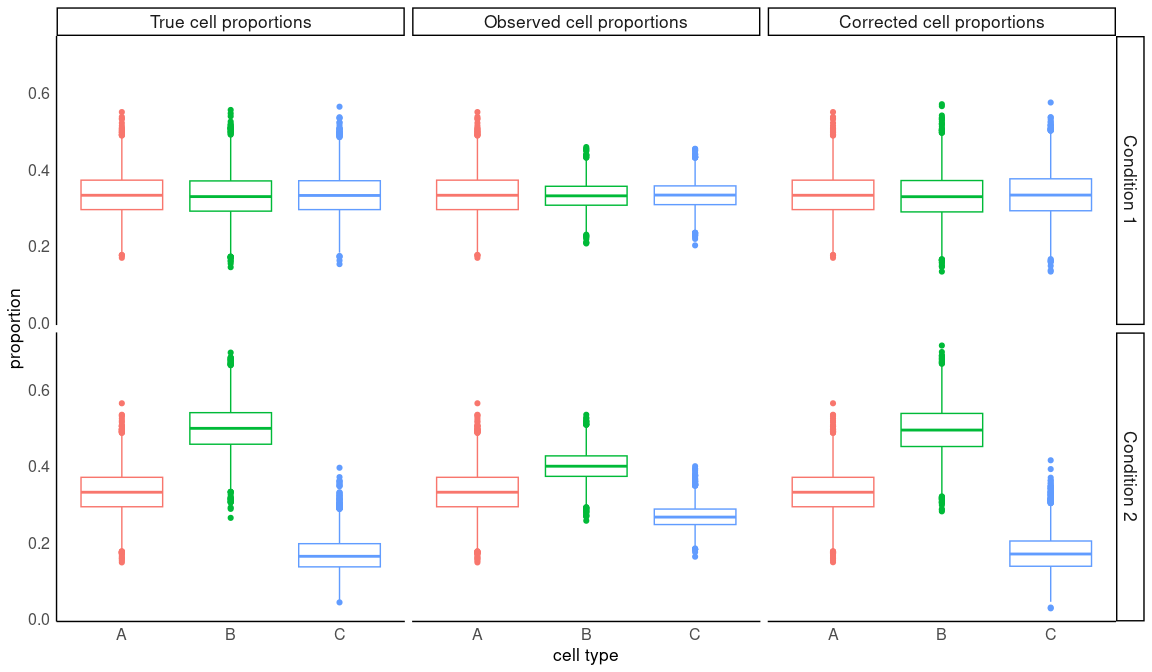 True cell proportions
Observed cell proportions
Corrected cell proportions
proportion
0.6
0.4
0.2
0.0
Condition 1
0.6
0.4
0.2
0.0
Condition 2
A B C
A B C
A B C
cell type